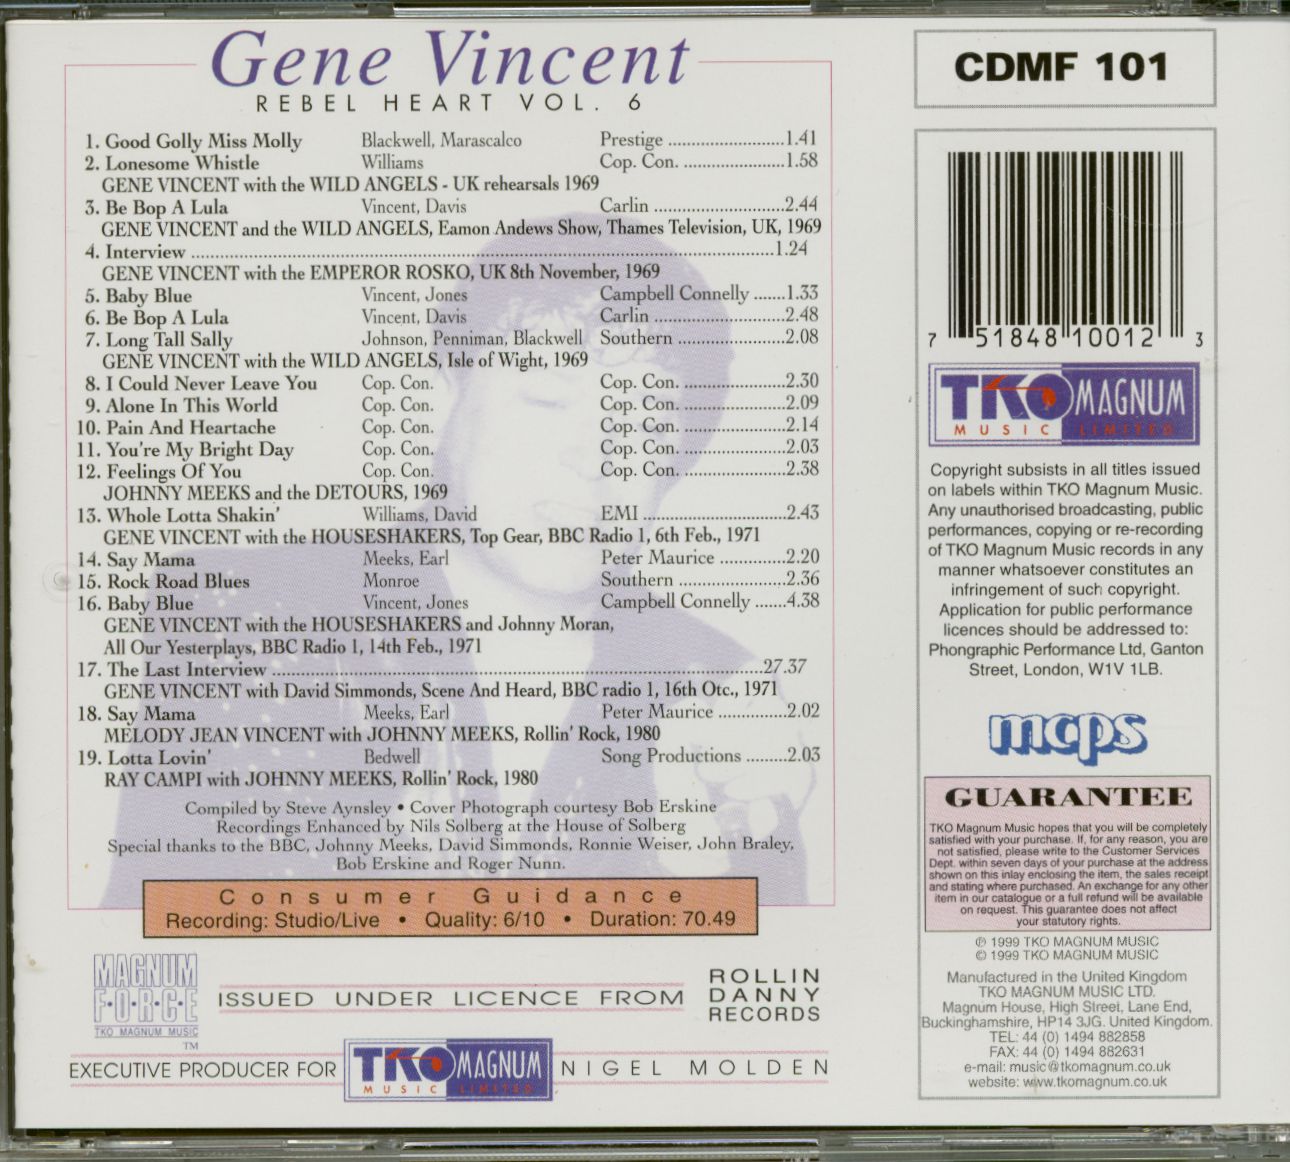 Gene Vincent
REBEL HEART VOL. 6
1. Good Golly Miss Molly Blackwell, Marascalco Prestige ........................1.41
2. Lonesome Whistle Williams Cop. Con. .....................1.58
GENE VINCENT with the WILD ANGELS - UK rehearsals 1969
3. Be Bop A Lula Vincent, Davis Carlin ...........................2.44
GENE VINCENT and the WILD ANGELS, Eamon Andews Show, Thames Television, UK, 1969
4. Interview ........................................................................................................................1.24
GENE VINCENT with the EMPEROR ROSKO, UK 8th November, 1969
5. Baby Blue Vincent, Jones Campbell Connelly .......1.33
6. Be Bop A Lula Vincent, Davis Carlin ...........................2.48
7. Long Tall Sally Johnson, Penniman, Blackwell Southern ......................2.08
GENE VINCENT with the WILD ANGELS, Isle of Wight, 1969
8. I Could Never Leave You Cop. Con. Cop. Con. .....................2.30
9. Alone In This World Cop. Con. Cop. Con. .....................2.09
10. Pain And Heartache Cop. Con. Cop. Con. .....................2.14
11. You're My Bright Day Cop. Con. Cop. Con. .....................2.03
12. Feelings Of You Cop. Con. Cop. Con. .....................2.38
JOHNNY MEEKS and the DETOURS, 1969
13. Whole Lotta Shakin' Williams, David EMI .............................2.43
GENE VINCENT with the HOUSESHAKERS, Top Gear, BBC Radio 1, 6th Feb., 1971
14. Say Mama Meeks, Earl Peter Maurice ..............2.20
15. Rock Road Blues Monroe Southern ......................2.36
16. Baby Blue Vincent, Jones Campbell Connelly .......4.38
GENE VINCENT with the HOUSESHAKERS and Johnny Moran,
All Our Yesterplays, BBC Radio 1, 14th Feb., 1971
17. The Last Interview .....................................................................................................27.37
GENE VINCENT with David Simmonds, Scene And Heard, BBC radio 1, 16th Otc., 1971
18. Say Mama Meeks, Earl Peter Maurice ..............2.02
MELODY JEAN VINCENT with JOHNNY MEEKS, Rollin' Rock, 1980
19. Lotta Lovin' Bedwell Song Productions .........2.03
RAY CAMPI with JOHNNY MEEKS, Rollin' Rock, 1980
Compiled by Steve Aynsley • Cover Photograph courtesy Bob Erskine
Recordings Enhanced by Nils Solberg at the House of Solberg
Special thanks to the BBC, Johnny Meeks, David Simmonds, Ronnie Weiser, John Braley,
Bob Erskine and Roger Nunn.
Consumer Guidance
Recording: Studio/Live • Quality: 6/10 • Duration: 70.49
MAGNUM
F·O·R·C·E
TKO MAGNUM MUSIC
TM
ISSUED UNDER LICENCE FROM
ROLLIN
DANNY
RECORDS
EXECUTIVE PRODUCER FOR
TKO MAGNUM
MUSIC LIMITED
NIGEL MOLDEN
CDMF 101
7 51848 10012 3
TKO MAGNUM
MUSIC LIMITED
Copyright subsists in all titles issued
on labels within TKO Magnum Music.
Any unauthorised broadcasting, public
performances, copying or re-recording
of TKO Magnum Music records in any
manner whatsoever constitutes an
infringement of such copyright.
Application for public performance
licences should be addressed to:
Phongraphic Performance Ltd, Ganton
Street, London, W1V 1LB.
mcps
GUARANTEE
TKO Magnum Music hopes that you will be completely
satisfied with your purchase. If, for any reason, you are
not satisfied, please write to the Customer Services
Dept. within seven days of your purchase at the address
shown on this inlay enclosing the item, the sales receipt
and stating where purchased. An exchange for any other
item in our catalogue or a full refund will be available
on request. This guarantee does not affect
your statutory rights.
℗ 1999 TKO MAGNUM MUSIC
© 1999 TKO MAGNUM MUSIC
Manufactured in the United Kingdom
TKO MAGNUM MUSIC LTD.
Magnum House, High Street, Lane End,
Buckinghamshire, HP14 3JG. United Kingdom.
TEL: 44 (0) 1494 882858
FAX: 44 (0) 1494 882631
e-mail: music@tkomagnum.co.uk
website: www.tkomagnum.co.uk